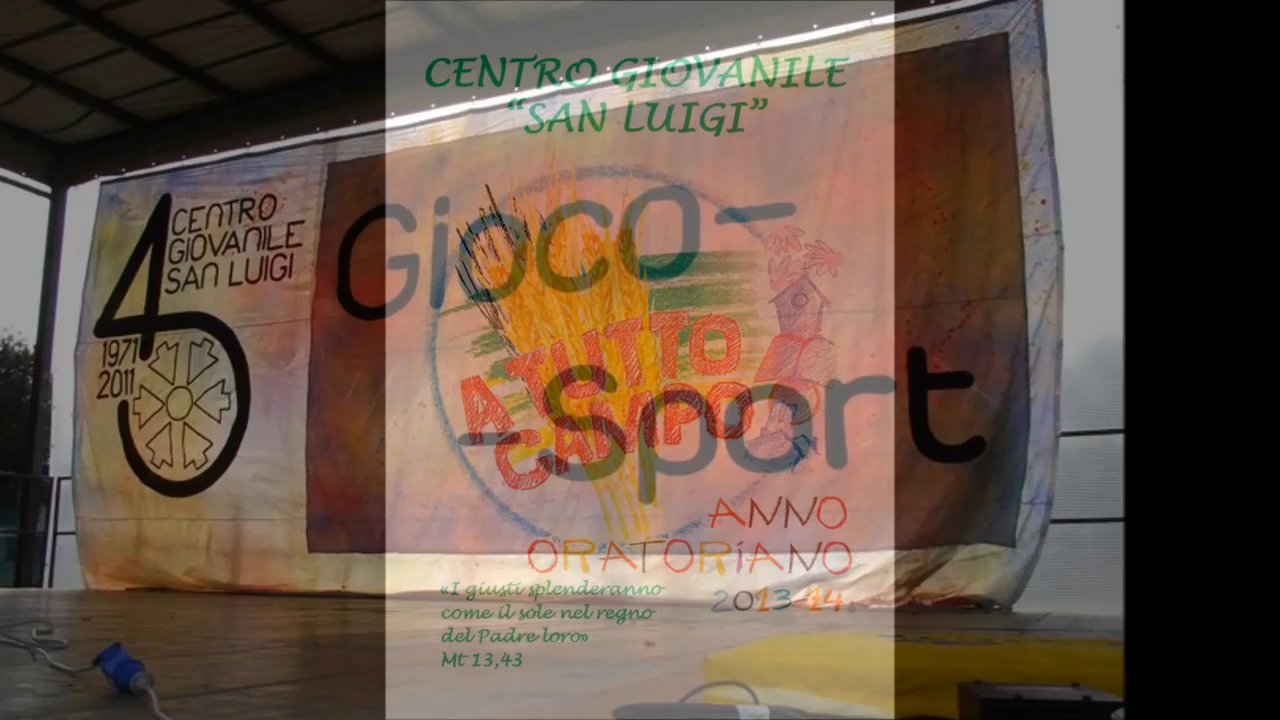 CENTRO GIOVANILE
“SAN LUIGI”
CENTRO
GIOVANILE
SAN LUIGI
4
1971
2011
Gioco-
-Sport
A TUTTO
CAMPO
ANNO
ORATORIANO
2013-14
«I giusti splenderanno
come il sole nel regno
del Padre loro»
Mt 13,43